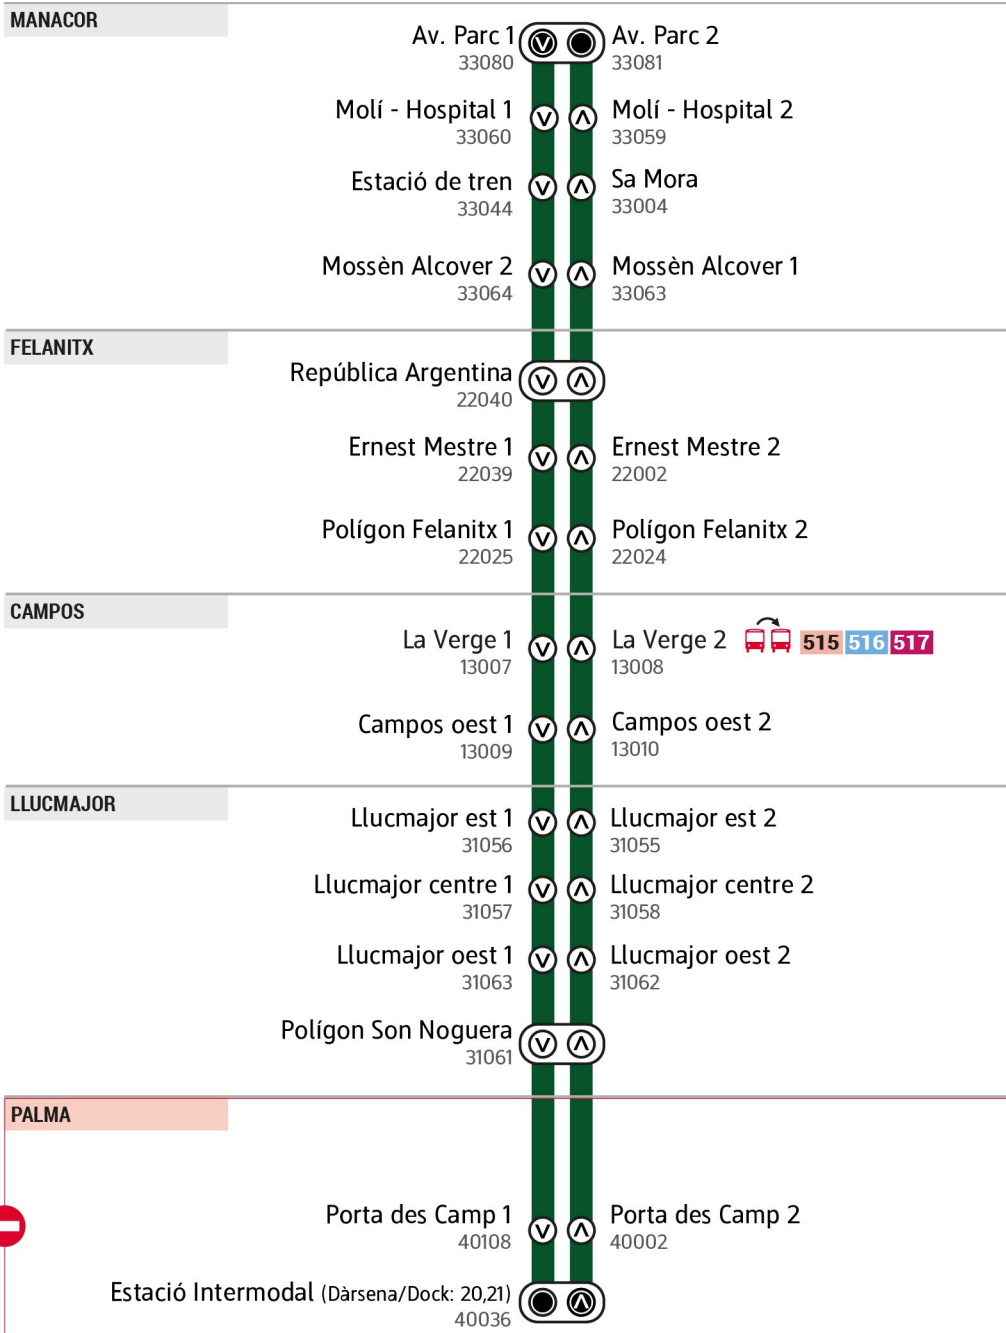 MANACOR
Av. Parc 1
33080
Av. Parc 2
33081
Molí - Hospital 1
33060
Molí - Hospital 2
33059
Estació de tren
33044
Sa Mora
33004
Mossèn Alcover 2
33064
Mossèn Alcover 1
33063
FELANITX
República Argentina
22040
Ernest Mestre 1
22039
Ernest Mestre 2
22002
Polígon Felanitx 1
22025
Polígon Felanitx 2
22024
CAMPOS
La Verge 1
13007
La Verge 2 515 516 517
13008
Campos oest 1
13009
Campos oest 2
13010
LLUCMAJOR
Llucmajor est 1
31056
Llucmajor est 2
31055
Llucmajor centre 1
31057
Llucmajor centre 2
31058
Llucmajor oest 1
31063
Llucmajor oest 2
31062
Polígon Son Noguera
31061
PALMA
Porta des Camp 1
40108
Porta des Camp 2
40002
Estació Intermodal (Dàrsena/Dock: 20,21)
40036